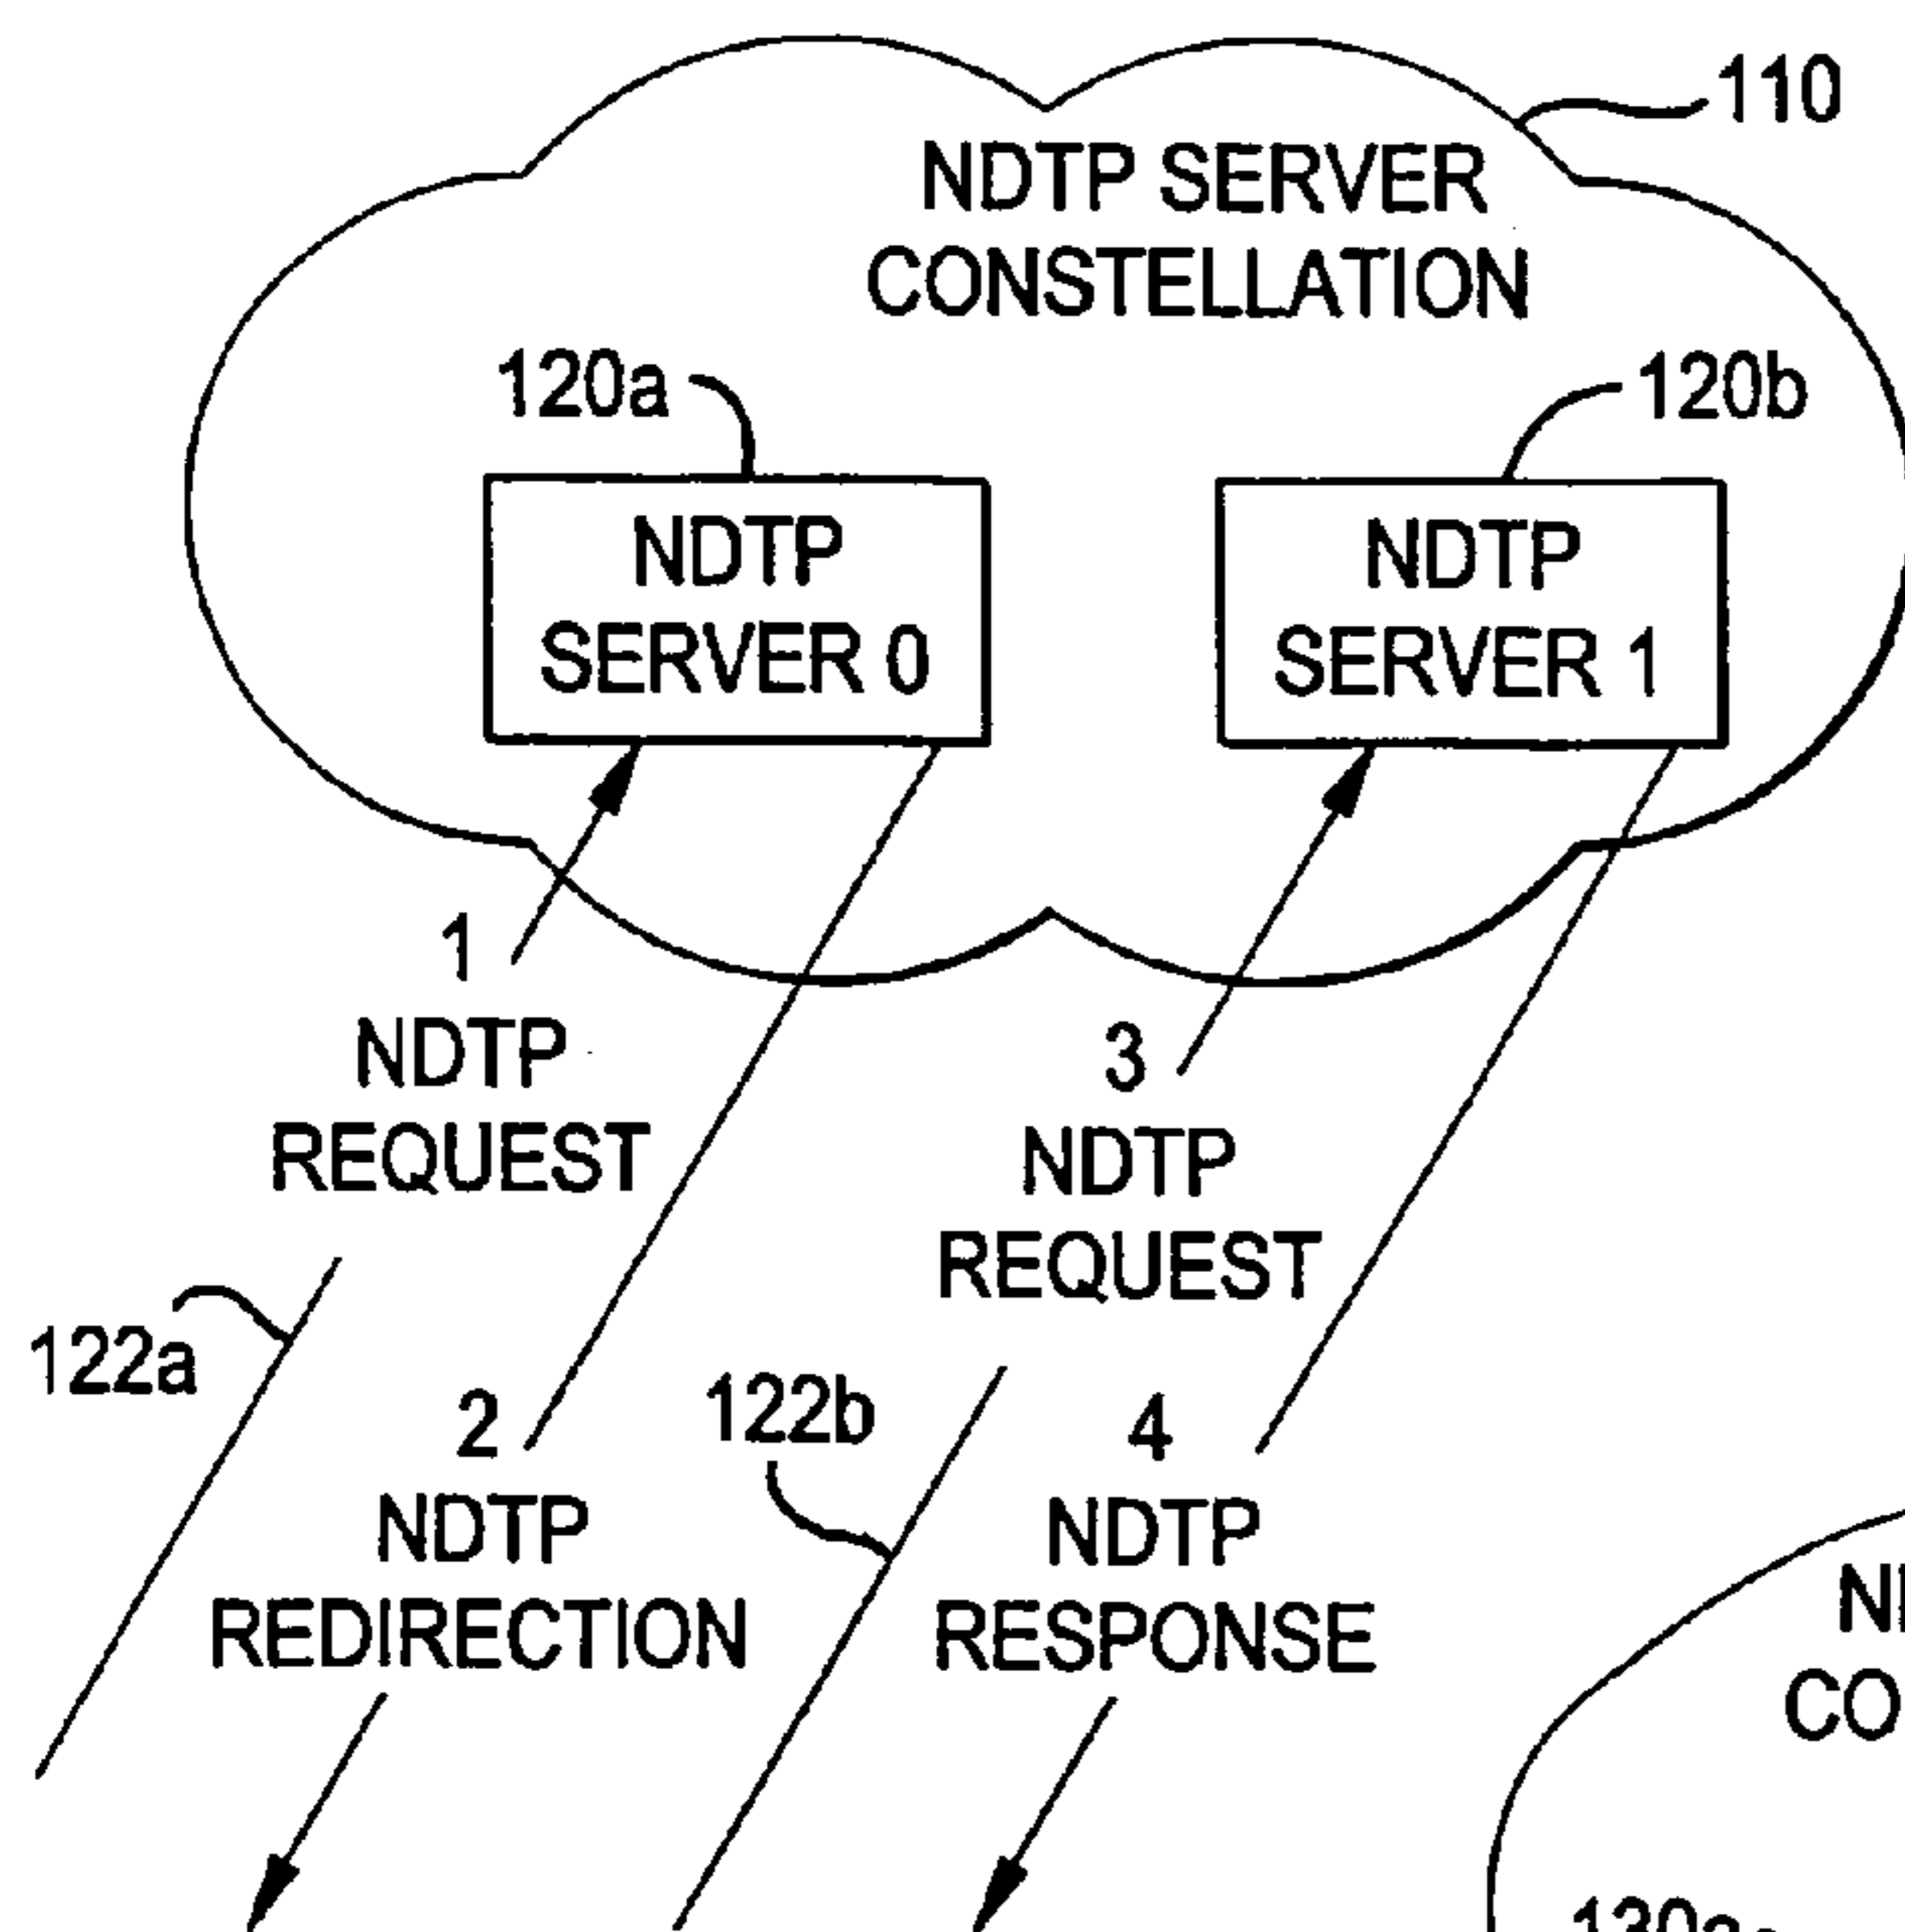 110
NDTP SERVER
CONSTELLATION
120a
120b
NDTP
SERVER 0
NDTP
SERVER 1
1
NDTP
REQUEST
3
NDTP
REQUEST
122a
2
NDTP
REDIRECTION
122b
4
NDTP
RESPONSE
CO